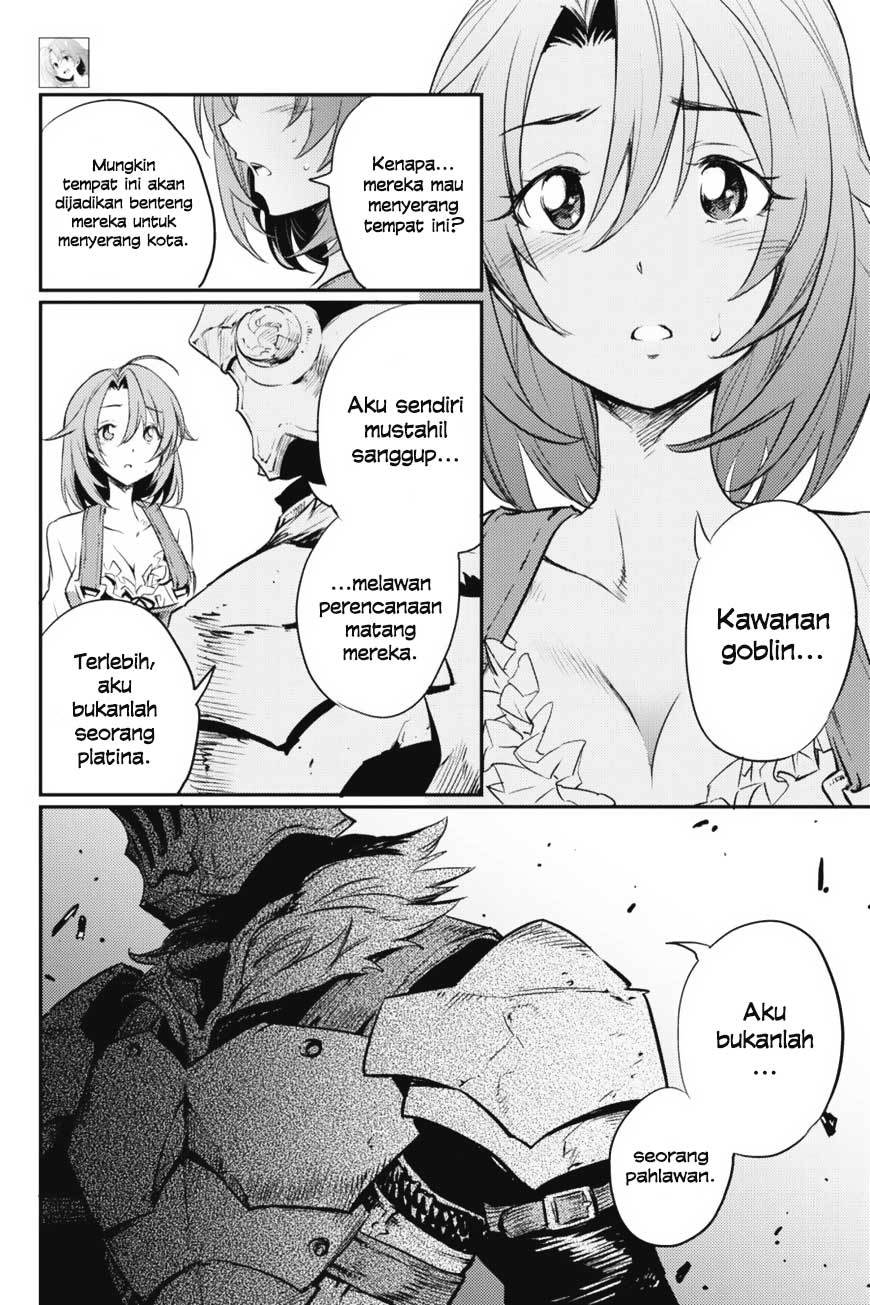 Kawanan
goblin...
Kenapa...
mereka mau
menyerang
tempat ini?
Mungkin
tempat ini akan
dijadikan benteng
mereka untuk
menyerang kota.
Aku sendiri
mustahil
sanggup...
...melawan
perencanaan
matang
mereka.
Terlebih,
aku
bukanlah
seorang
platina.
Aku
bukanlah
...
seorang
pahlawan.